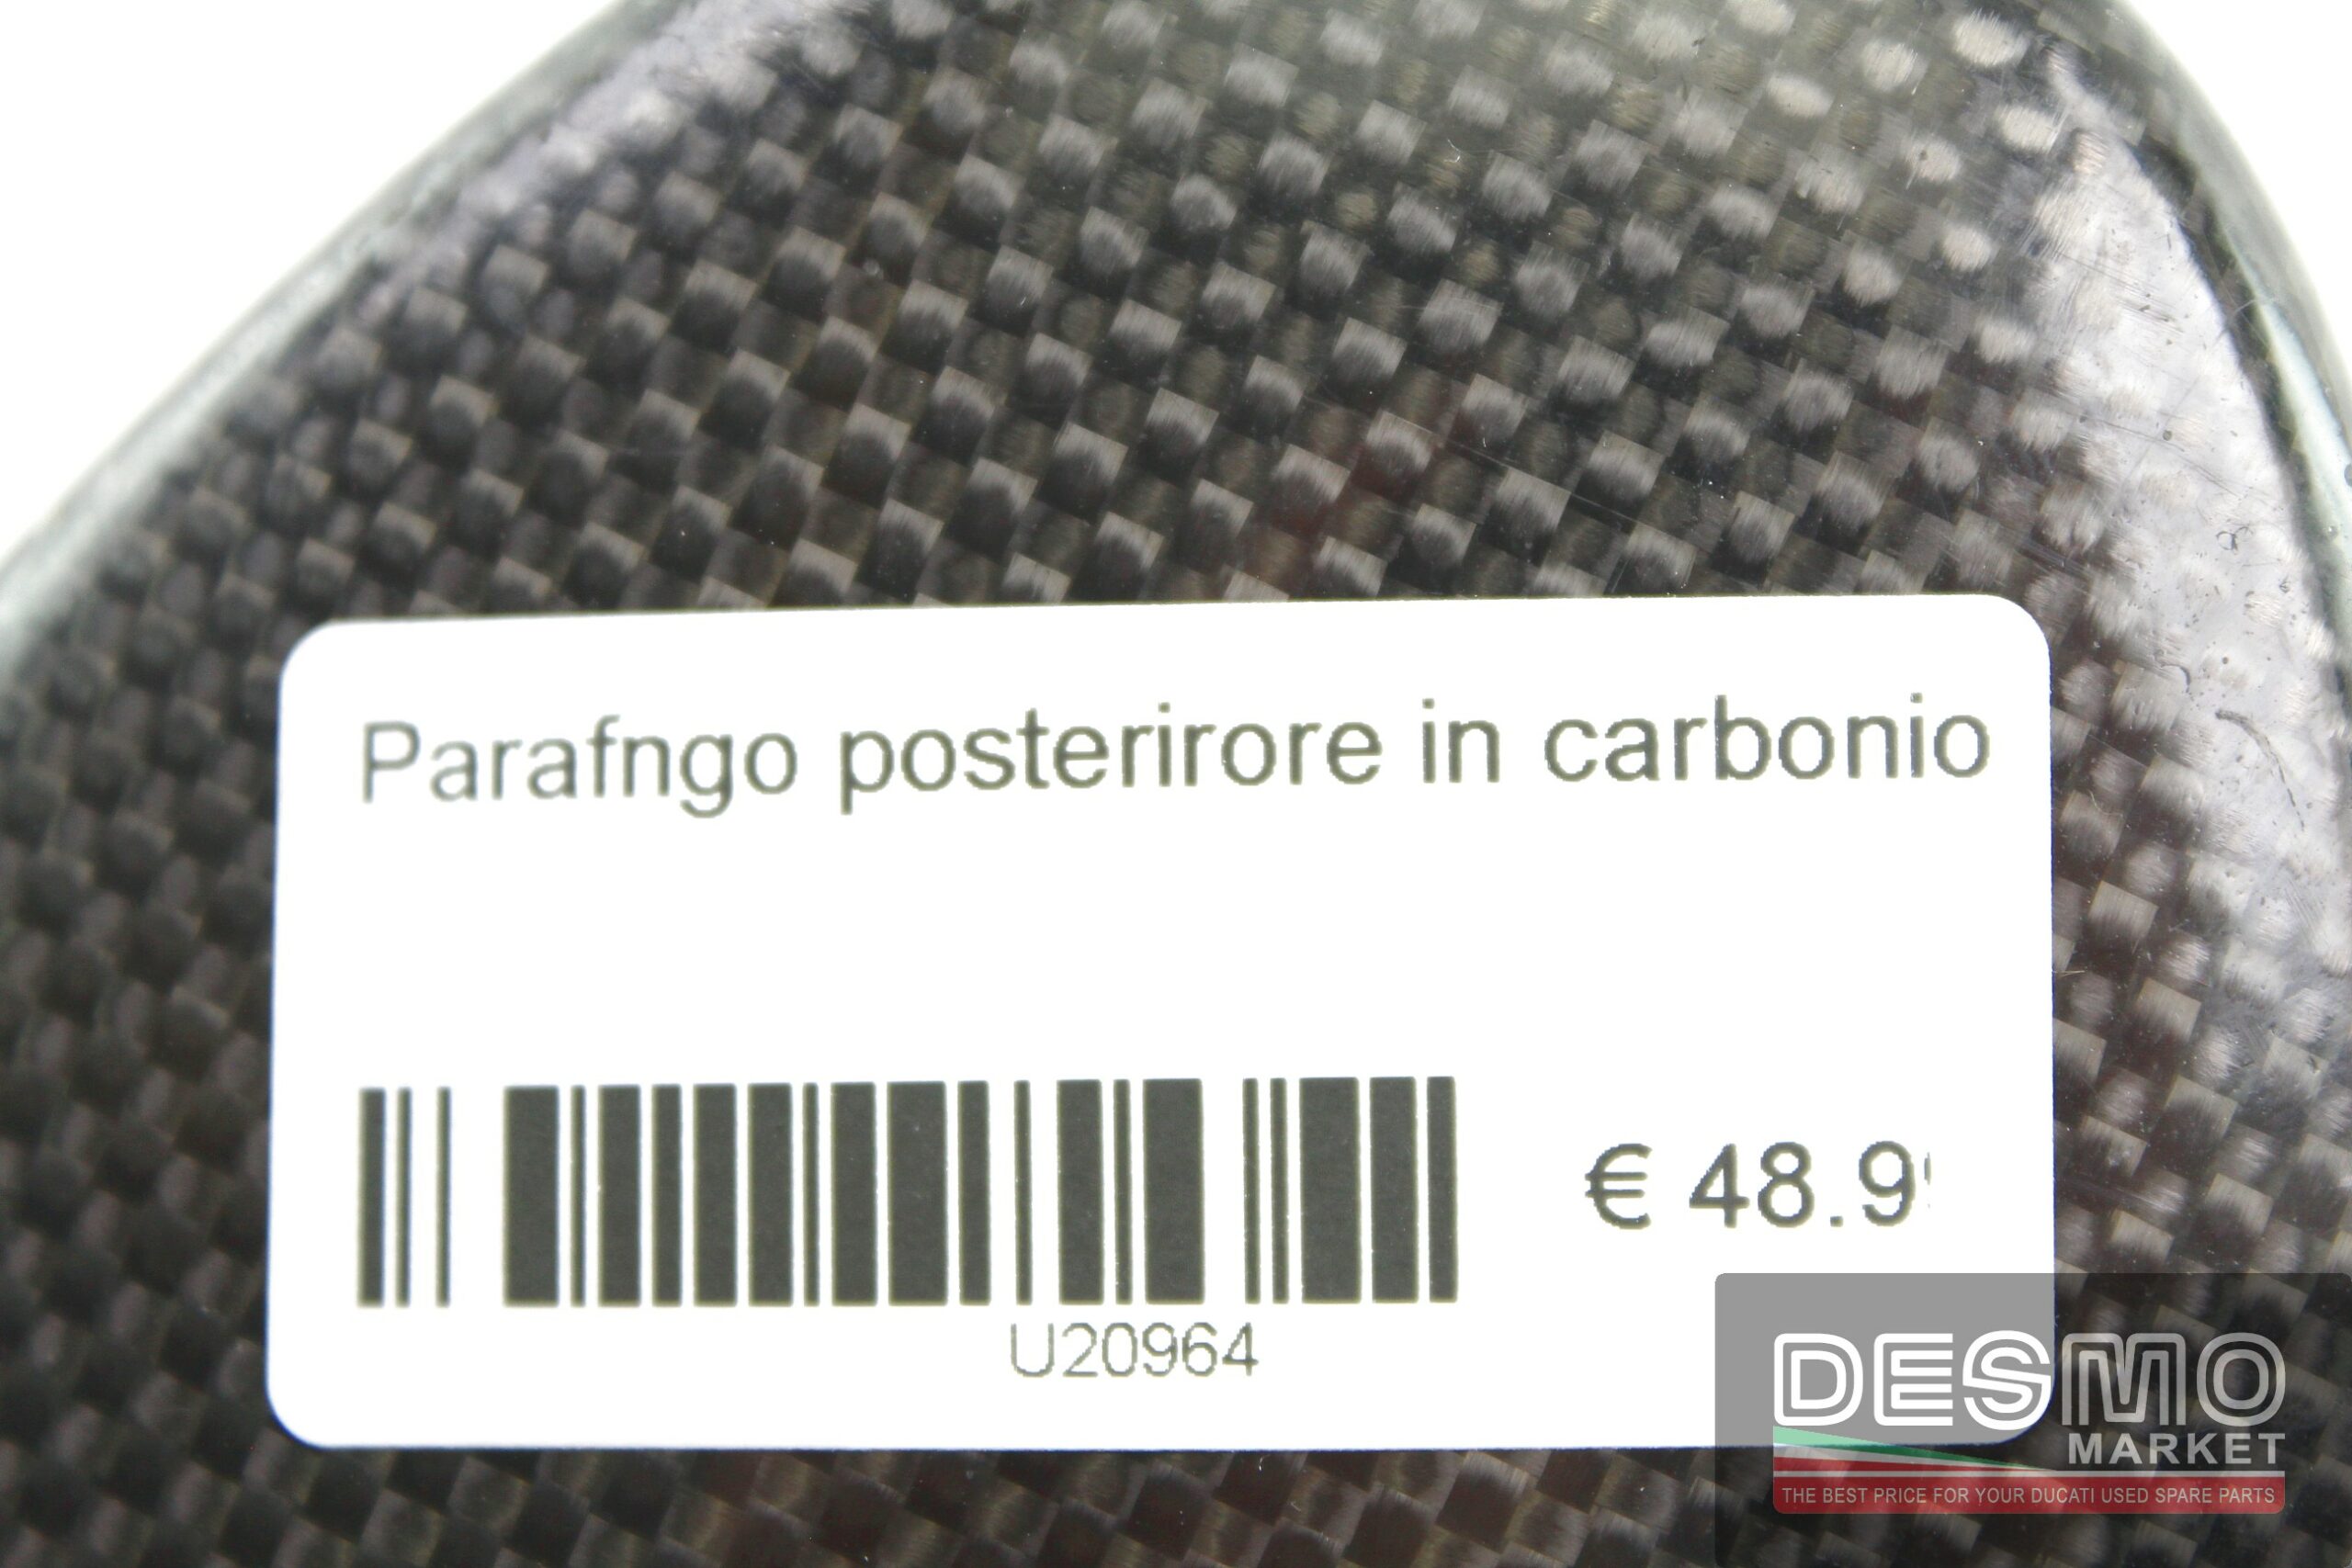 Parafngo posterirore in carbonio
€ 48.9
U20964
DESMO
MARKET
THE BEST PRICE FOR YOUR DUCATI USED SPARE PARTS